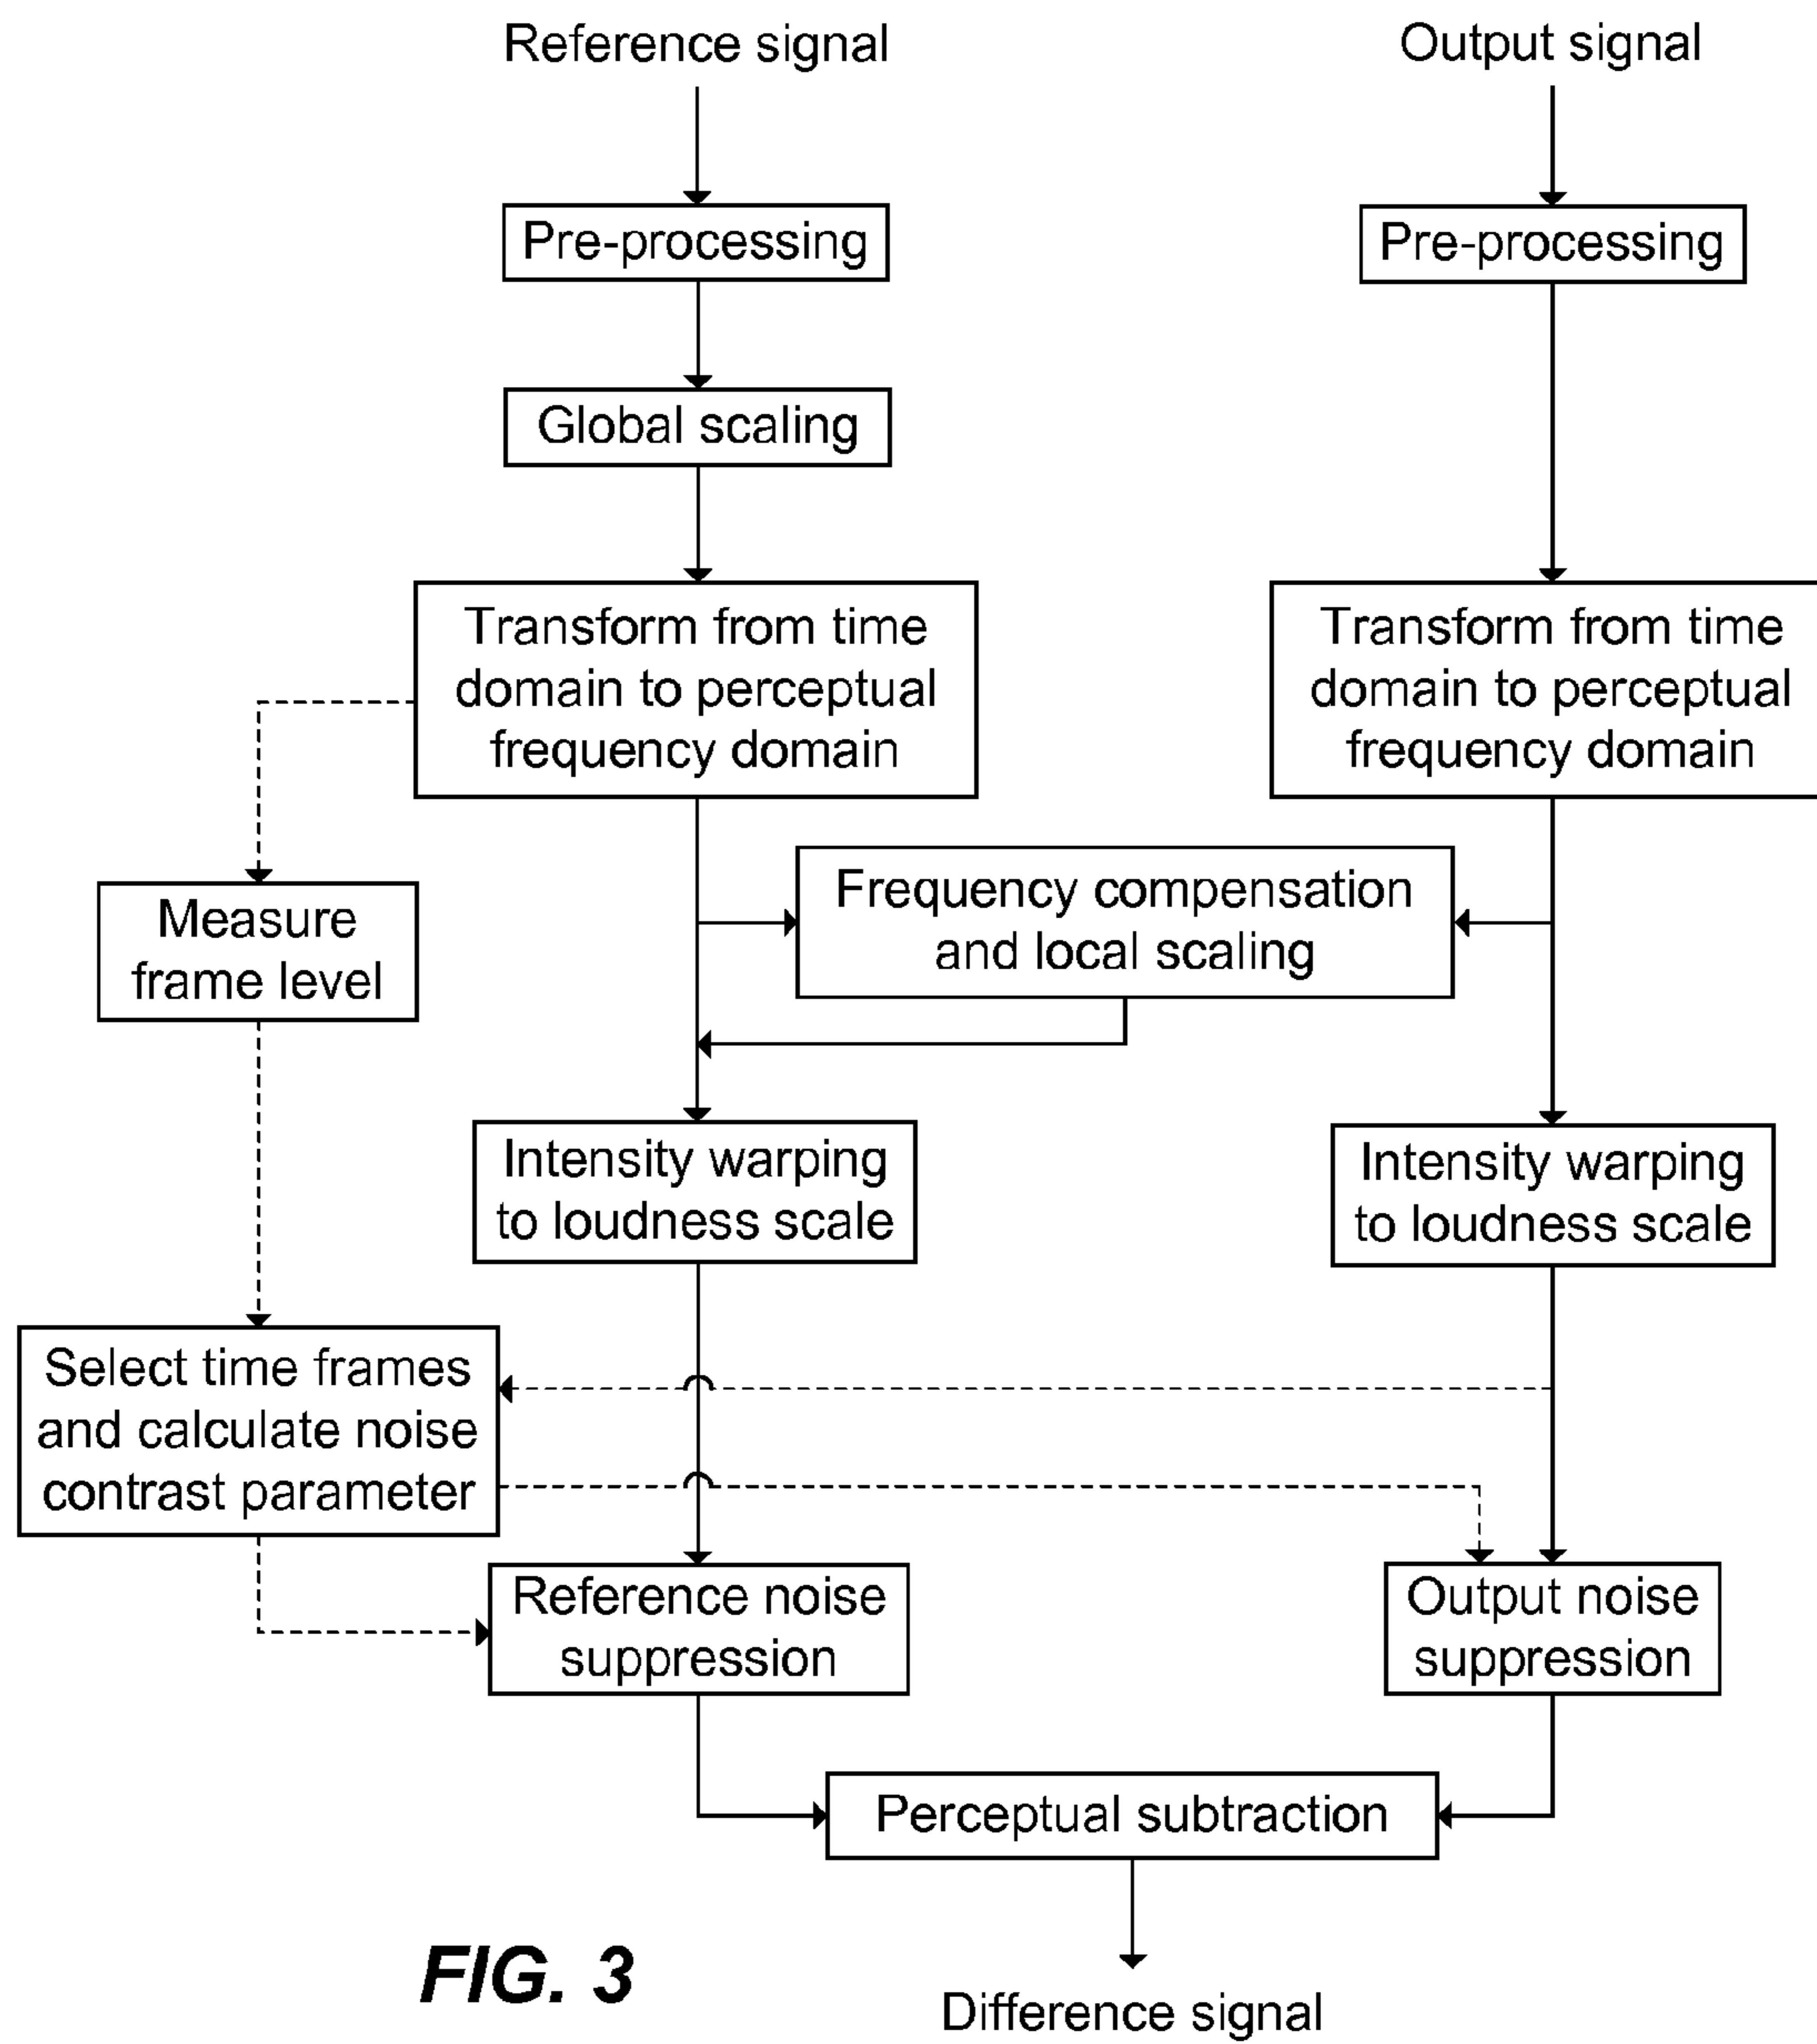 Reference signal
Output signal
Pre-processing
Pre-processing
Global scaling
Transform from time
domain to perceptual
frequency domain
Transform from time
domain to perceptual
frequency domain
Measure
frame level
Frequency compensation
and local scaling
Intensity warping
to loudness scale
Intensity warping
to loudness scale
Select time frames
and calculate noise
contrast parameter
Reference noise
suppression
Output noise
suppression
Perceptual subtraction
FIG. 3
Difference signal